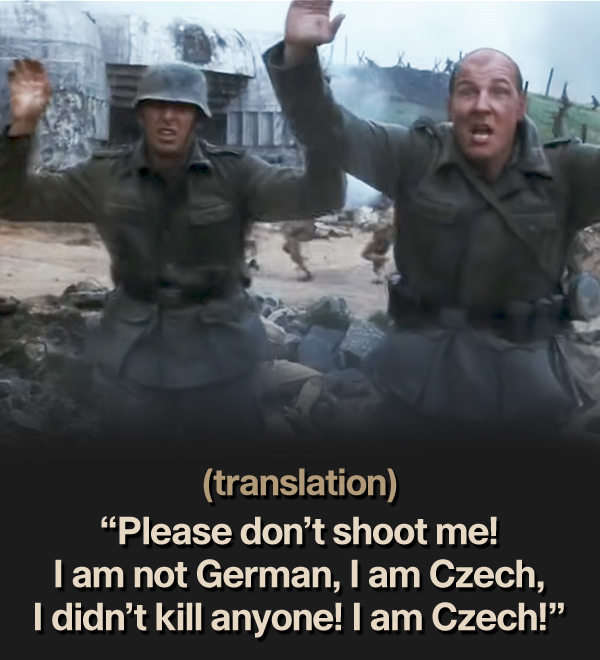 (translation)
“Please don’t shoot me!
I am not German, I am Czech,
I didn’t kill anyone! I am Czech!”